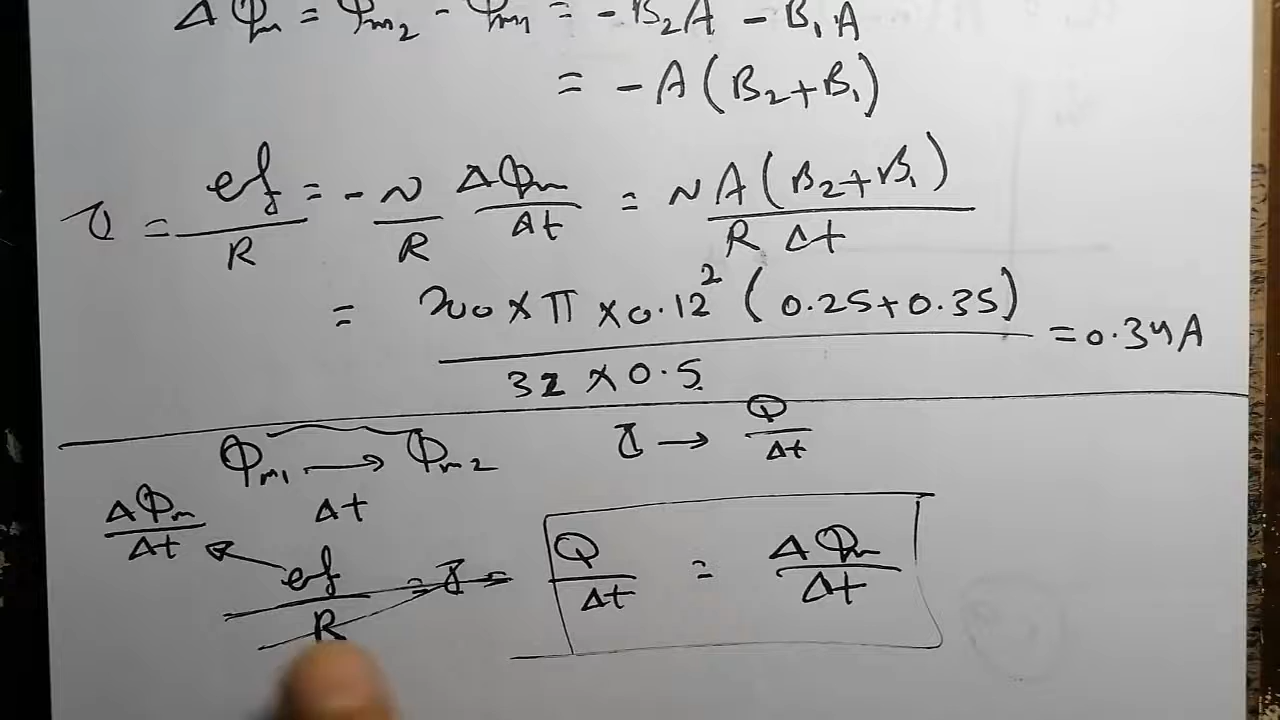 ΔΦm = Φm2 - Φm1 = - B2A - B1A
= - A (B2 + B1)
I = ef/R = - N/R ΔΦm/Δt = NA (B2 + B1)/R Δt
= 200 × π × 0.12² (0.25 + 0.35)/32 × 0.5 = 0.34 A
Φm1 → Φm2 I → Q/Δt
Δt
ΔΦm/Δt
ef/R = I = Q/Δt = ΔΦm/Δt